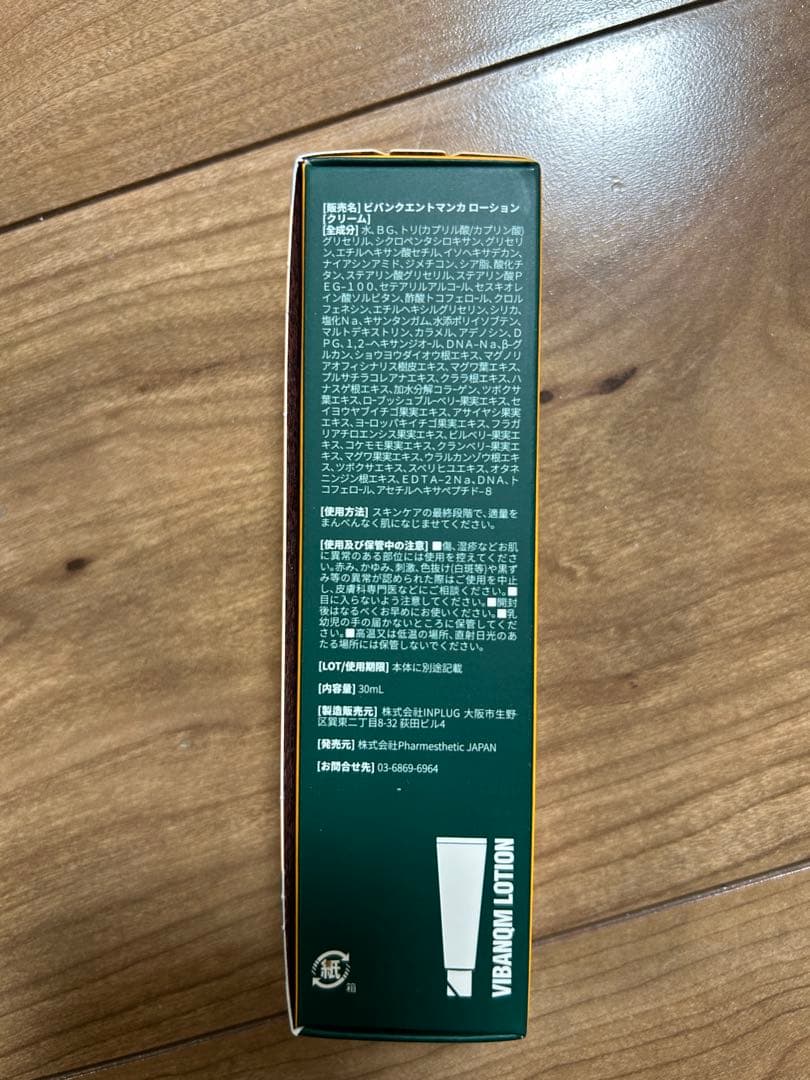 [販売名] ビバンクエントマンカ ローション
[クリーム]
[全成分] 水、BG、トリ(カプリル酸/カプリン酸)
グリセリル、シクロペンタシロキサン、グリセリ
ン、エチルヘキサン酸セチル、イソヘキサデカン、
ナイアシンアミド、ジメチコン、シア脂、酸化チ
タン、ステアリン酸グリセリル、ステアリン酸P
EG-100、セテアリルアルコール、セスキオレ
イン酸ソルビタン、酢酸トコフェロール、クロル
フェネシン、エチルヘキシルグリセリン、シリカ、
塩化Na、キサンタンガム、水添ポリイソブテン、
マルトデキストリン、カラメル、アデノシン、D
PG、1,2-ヘキサンジオール、DNA-Na、β-グ
ルカン、ショウヨウダイオウ根エキス、マグノリ
アオフィシナリス樹皮エキス、マグワ葉エキス、
プルサチラコレアナエキス、クララ根エキス、ハ
ナスゲ根エキス、加水分解コラーゲン、ツボクサ
葉エキス、ローブッシュブルーベリー果実エキス、セ
イヨウヤブイチゴ果実エキス、アサイヤシ果実
エキス、ヨーロッパキイチゴ果実エキス、フラガ
リアチロエンシス果実エキス、ビルベリー果実エ
キス、コケモモ果実エキス、クランベリー果実エ
キス、マグワ果実エキス、ウラルカンゾウ根エキ
ス、ツボクサエキス、スベリヒユエキス、オタネ
ニンジン根エキス、EDTA-2Na、DNA、ト
コフェロール、アセチルヘキサペプチド-8
[使用方法] スキンケアの最終段階で、適量を
まんべんなく肌になじませてください。
[使用及び保管中の注意] ■傷、湿疹などお肌
に異常のある部位には使用を控えてくださ
い。赤み、かゆみ、刺激、色抜け(白斑等)や黒ず
み等の異常が認められた際はご使用を中止
し、皮膚科専門医などにご相談ください。■
目に入らないよう注意してください。■開封
後はなるべくお早めにお使いください。■乳
幼児の手の届かないところに保管してくだ
さい。■高温又は低温の場所、直射日光のあ
たる場所には保管しないでください。
[LOT/使用期限] 本体に別途記載
[内容量] 30mL
[製造販売元] 株式会社INPLUG 大阪市生野
区巽東二丁目8-32 荻田ビル4
[発売元] 株式会社Pharmesthetic JAPAN
[お問合せ先] 03-6869-6964
VIBANQM LOTION
紙
箱